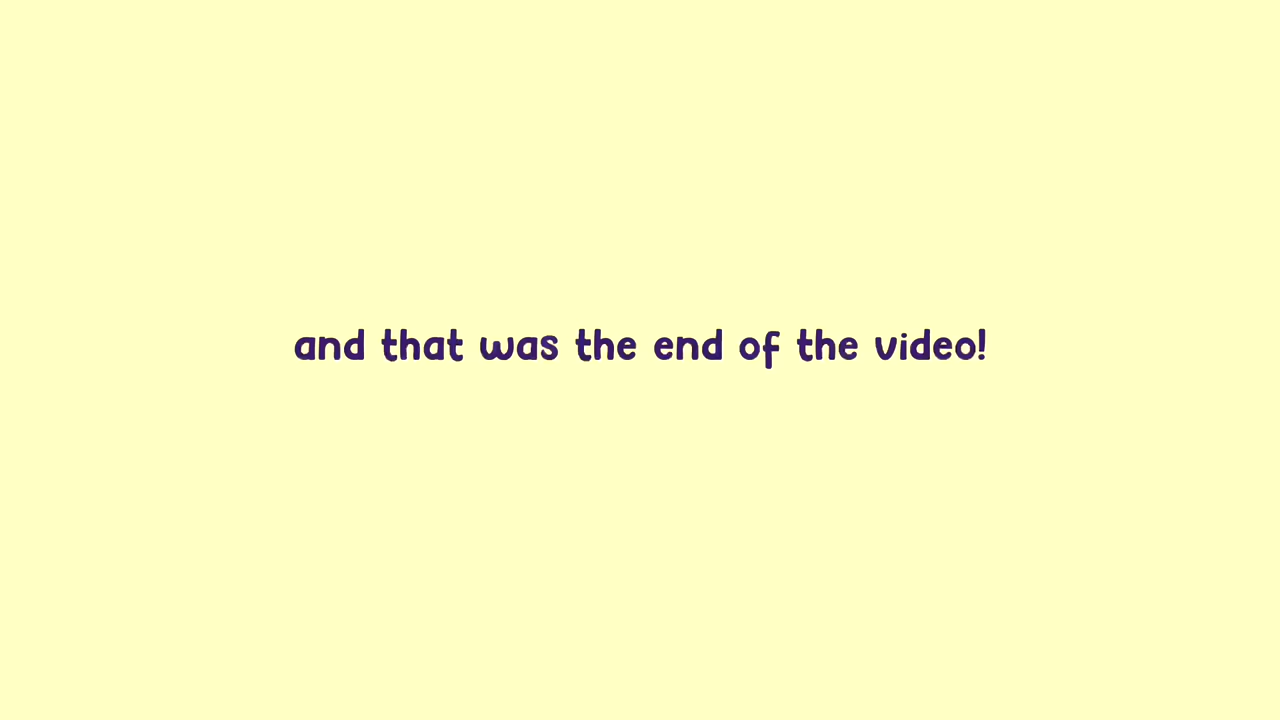 and that was the end of the video!